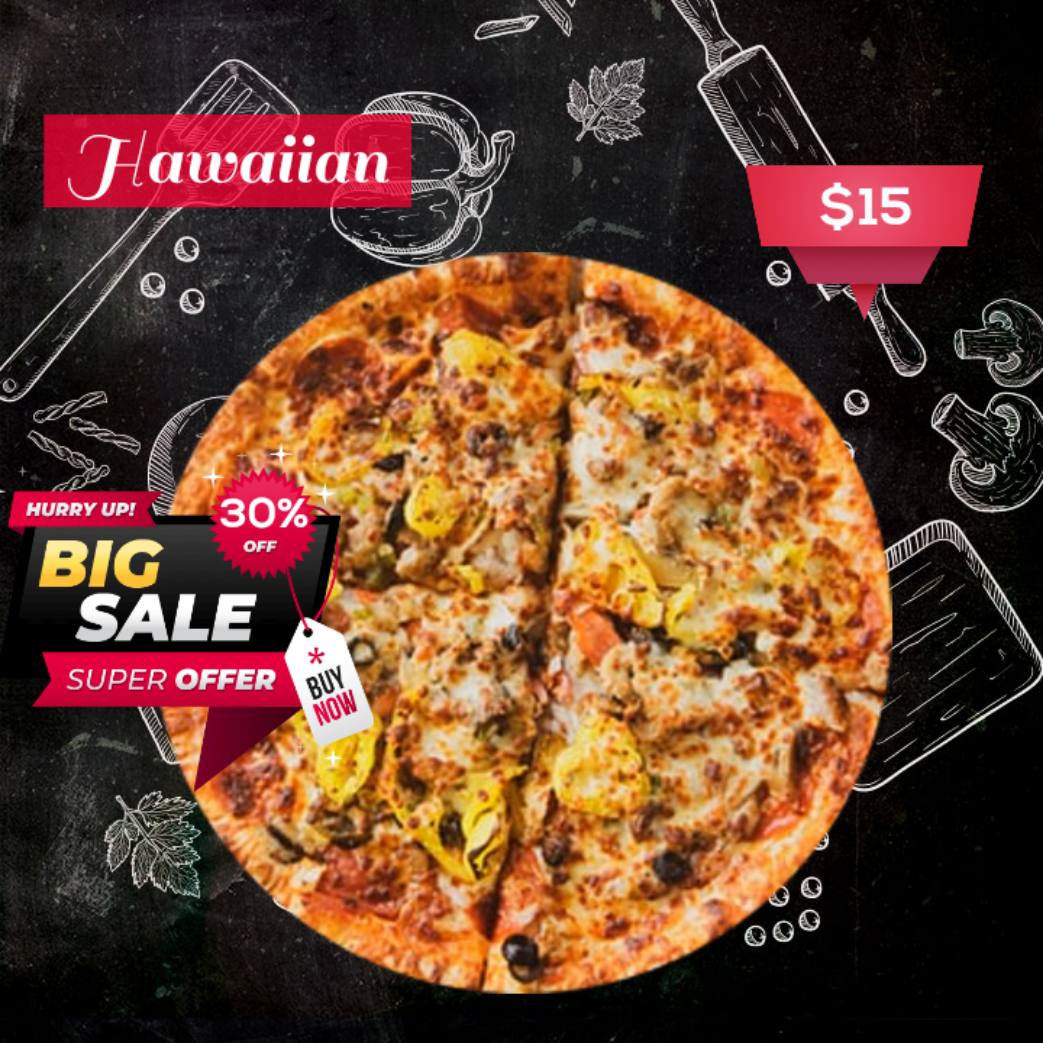 Hawaiian
$15
HURRY UP!
30%
OFF
BIG
SALE
SUPER OFFER
*
BUY
NOW